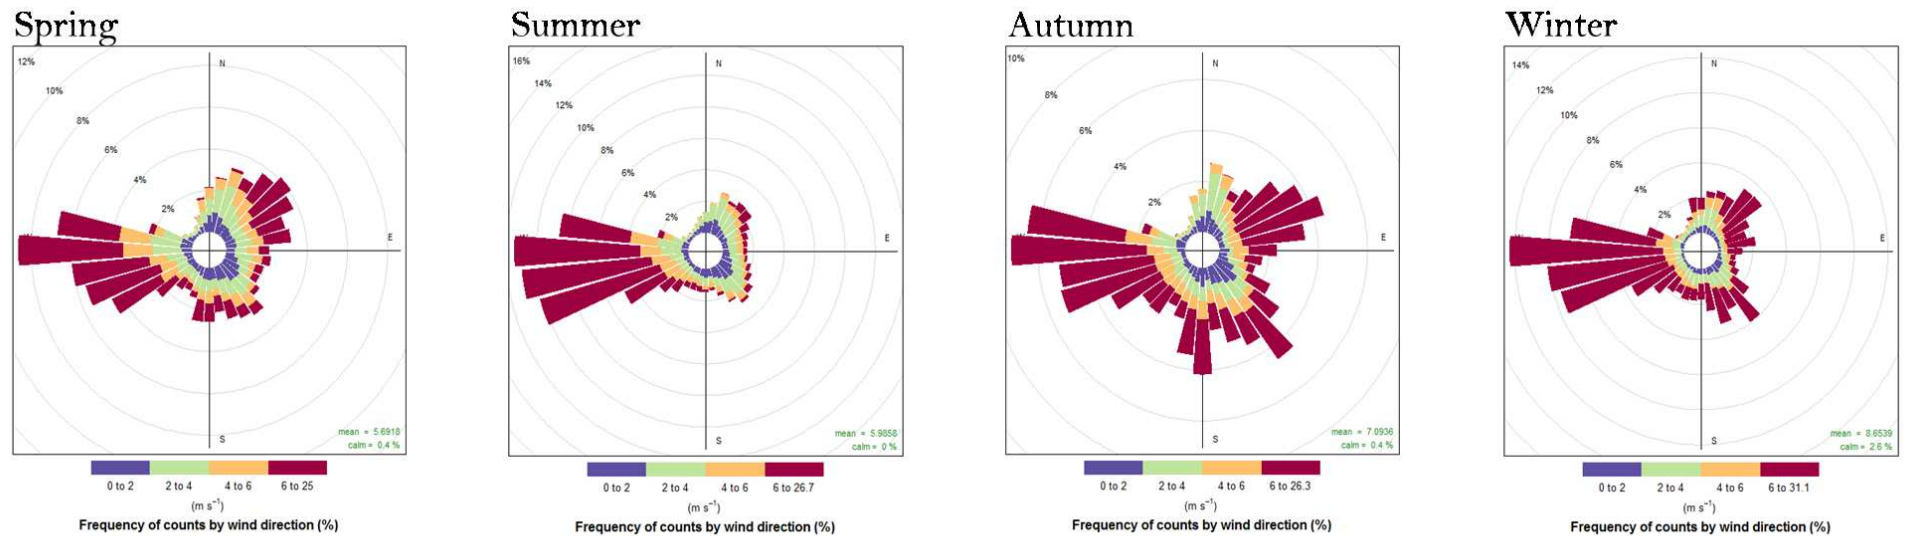 Spring
12%
10%
8%
6%
4%
2%
N
E
S
mean = 5.6918
calm = 0.4 %
0 to 2 2 to 4 4 to 6 6 to 25
(m s⁻¹)
Frequency of counts by wind direction (%)
Summer
16%
14%
12%
10%
8%
6%
4%
2%
N
E
S
mean = 5.9858
calm = 0 %
0 to 2 2 to 4 4 to 6 6 to 26.7
(m s⁻¹)
Frequency of counts by wind direction (%)
Autumn
10%
8%
6%
4%
2%
N
E
S
mean = 7.0936
calm = 0.4 %
0 to 2 2 to 4 4 to 6 6 to 26.3
(m s⁻¹)
Frequency of counts by wind direction (%)
Winter
14%
12%
10%
8%
6%
4%
2%
N
E
S
mean = 8.6539
calm = 2.6 %
0 to 2 2 to 4 4 to 6 6 to 31.1
(m s⁻¹)
Frequency of counts by wind direction (%)